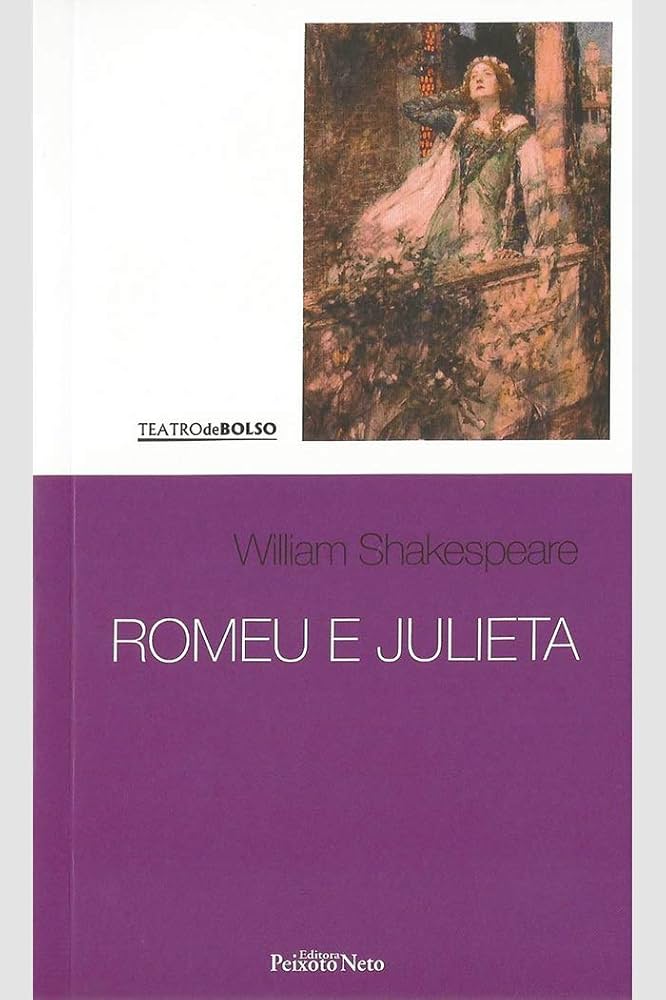 TEATROdeBOLSO
William Shakespeare
ROMEU E JULIETA
Editora
Peixoto Neto